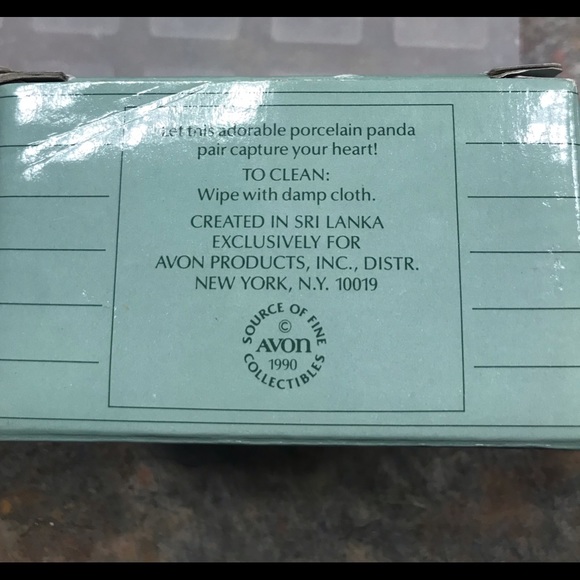 Let this adorable porcelain panda
pair capture your heart!
TO CLEAN:
Wipe with damp cloth.
CREATED IN SRI LANKA
EXCLUSIVELY FOR
AVON PRODUCTS, INC., DISTR.
NEW YORK, N.Y. 10019
SOURCE OF FINE
©
AVON
1990
COLLECTIBLES